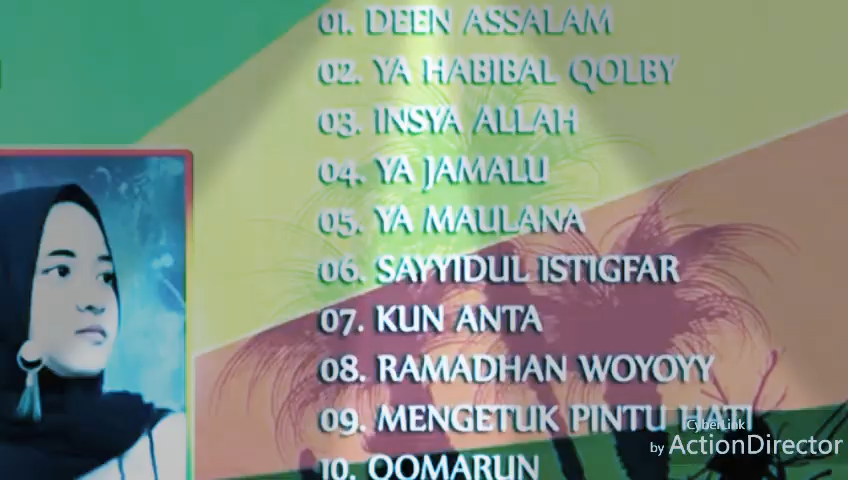 01. DEEN ASSALAM
02. YA HABIBAL QOLBY
03. INSYA ALLAH
04. YA JAMALU
05. YA MAULANA
06. SAYYIDUL ISTIGFAR
07. KUN ANTA
08. RAMADHAN WOYOYY
09. MENGETUK PINTU HATI
10. QOMARUN
CyberLink
by ActionDirector